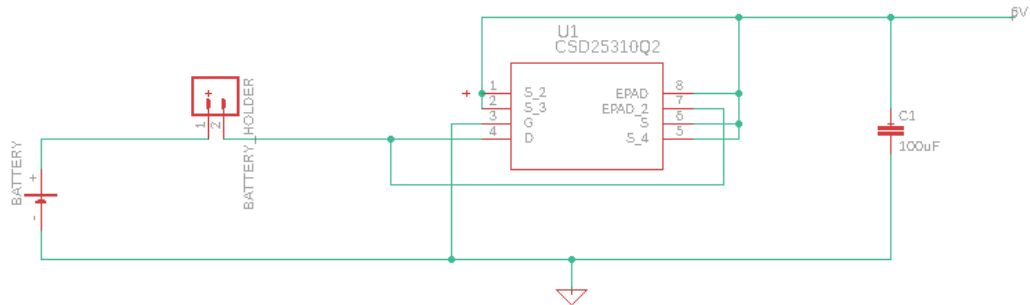 6V
U1
CSD25310Q2
+
1 S_2 EPAD 8
2 S_3 EPAD_2 7
3 G S 6
4 D S_4 5
+
1 2
BATTERY_HOLDER
C1
100uF
BATTERY
+
-